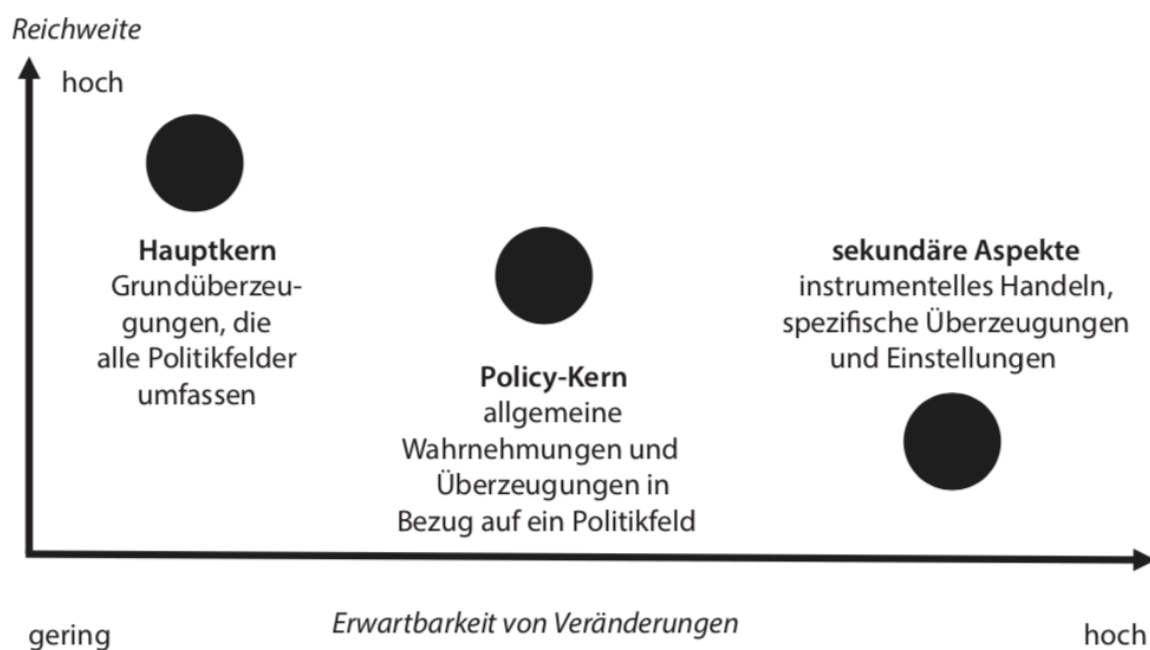 Reichweite
hoch
Hauptkern
Grundüberzeu-
gungen, die
alle Politikfelder
umfassen
Policy-Kern
allgemeine
Wahrnehmungen und
Überzeugungen in
Bezug auf ein Politikfeld
sekundäre Aspekte
instrumentelles Handeln,
spezifische Überzeugungen
und Einstellungen
gering
Erwartbarkeit von Veränderungen
hoch